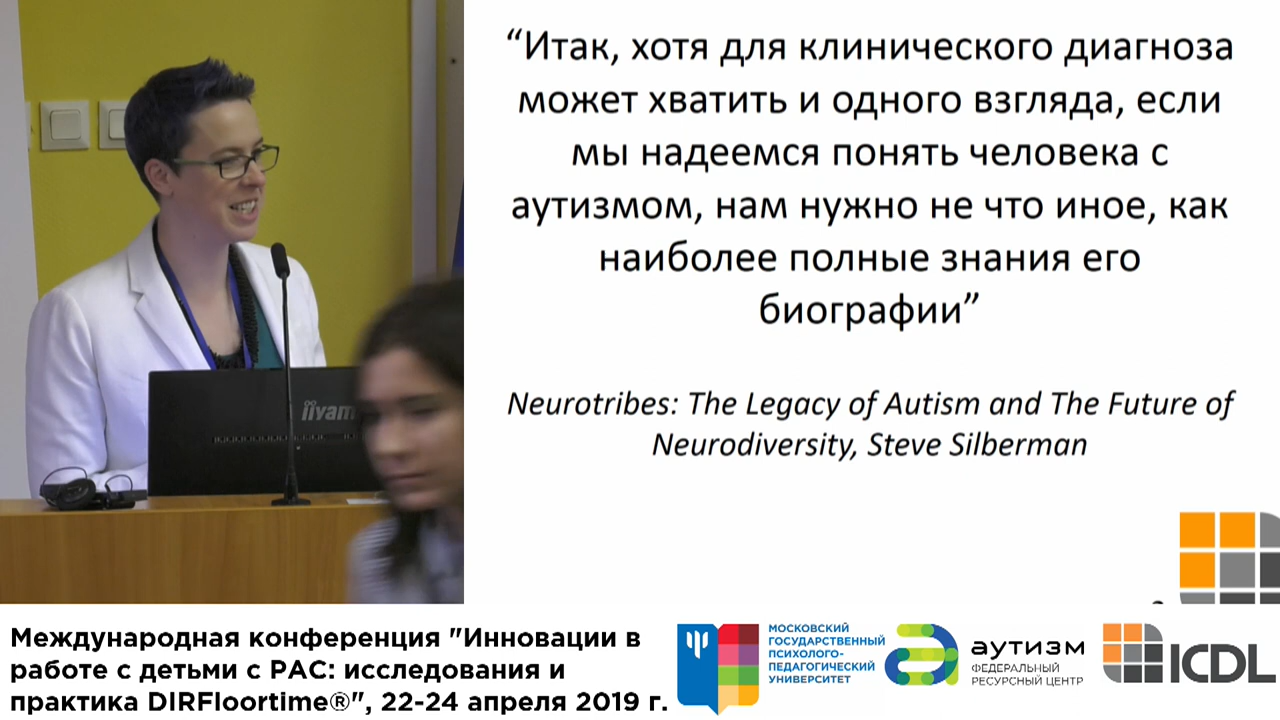 “Итак, хотя для клинического диагноза
может хватить и одного взгляда, если
мы надеемся понять человека с
аутизмом, нам нужно не что иное, как
наиболее полные знания его
биографии”
Neurotribes: The Legacy of Autism and The Future of
Neurodiversity, Steve Silberman
iiyam
Международная конференция "Инновации в
работе с детьми с РАС: исследования и
практика DIRFloortime®", 22-24 апреля 2019 г.
МОСКОВСКИЙ
ГОСУДАРСТВЕННЫЙ
ПСИХОЛОГО-
ПЕДАГОГИЧЕСКИЙ
УНИВЕРСИТЕТ
аутизм
ФЕДЕРАЛЬНЫЙ
РЕСУРСНЫЙ ЦЕНТР
ICDL